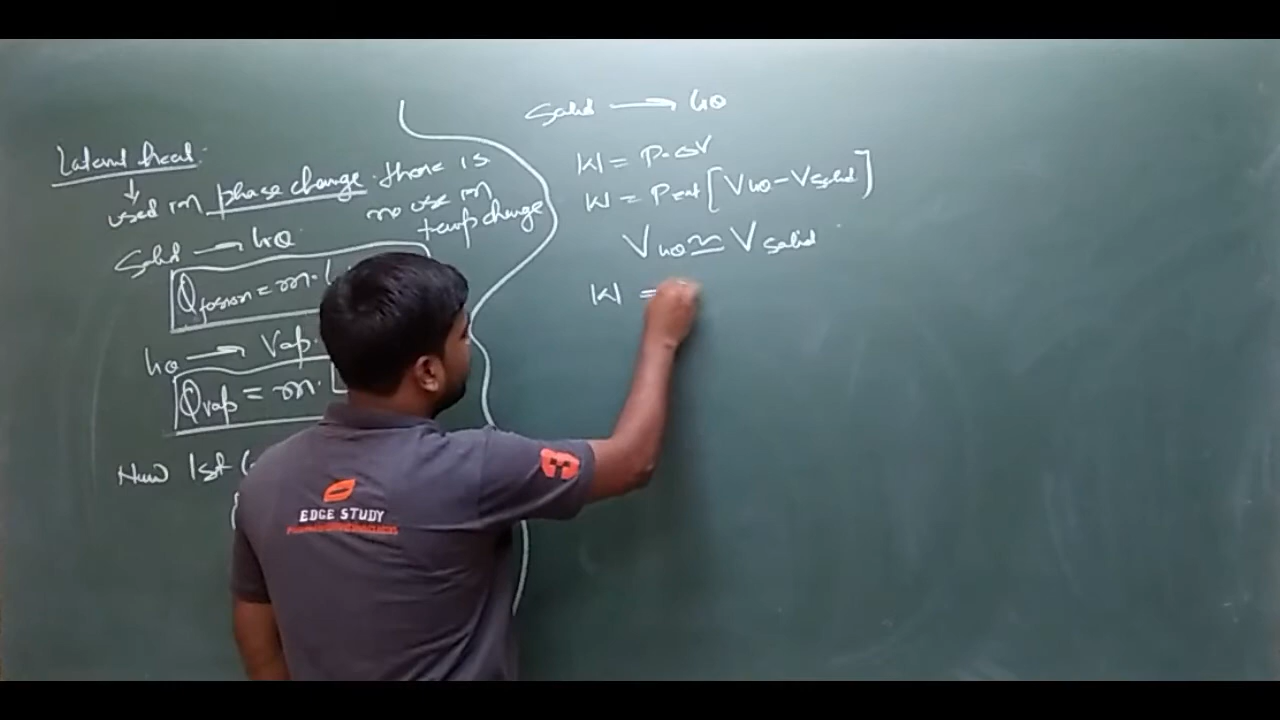 Latent heat:
↓
used in phase change. there is
no use in
temp change
Solid → liq
Qfusion = m.
liq → Vap.
Qvap = m.
Now 1st
Solid → liq
W = P.ΔV
W = Pext [Vliq - Vsolid]
Vliq ≃ Vsolid
W =
EDGE STUDY